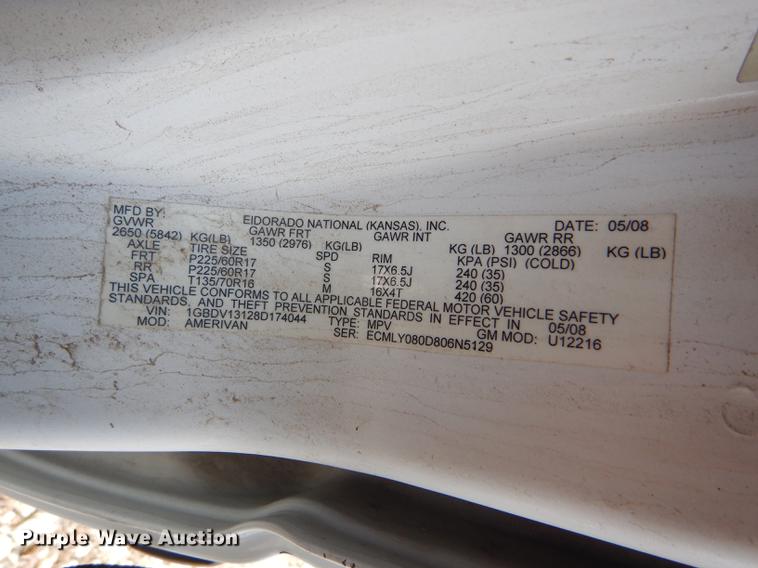 MFD BY: EIDORADO NATIONAL (KANSAS), INC. DATE: 05/08
GVWR GAWR FRT GAWR INT GAWR RR
2650 (5842) KG(LB) 1350 (2976) KG(LB) KG (LB) 1300 (2866) KG (LB)
AXLE TIRE SIZE SPD RIM KPA (PSI) (COLD)
FRT P225/60R17 S 17X6.5J 240 (35)
RR P225/60R17 S 17X6.5J 240 (35)
SPA T135/70R16 M 16X4T 420 (60)
THIS VEHICLE CONFORMS TO ALL APPLICABLE FEDERAL MOTOR VEHICLE SAFETY
STANDARDS, AND THEFT PREVENTION STANDARDS IN EFFECT IN 05/08
VIN: 1GBDV13128D174044 TYPE: MPV GM MOD: U12216
MOD: AMERIVAN SER: ECMLY080D806N5129
Purple Wave Auction